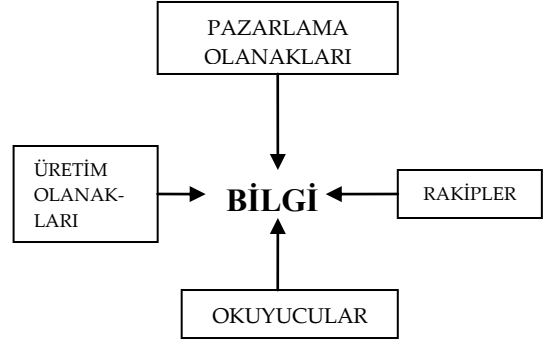 PAZARLAMA
OLANAKLARI
ÜRETİM
OLANAK-
LARI
BİLGİ
RAKİPLER
OKUYUCULAR